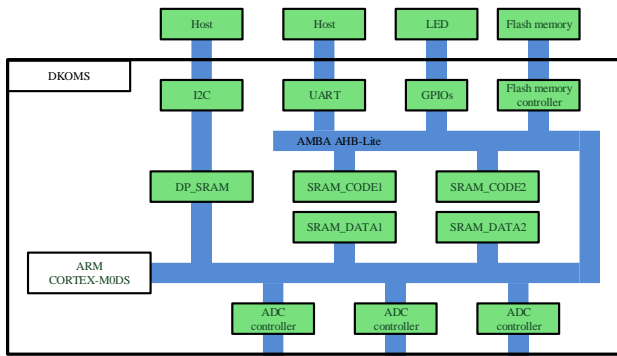 Host
Host
LED
Flash memory
DKOMS
I2C
UART
GPIOs
Flash memory
controller
AMBA AHB-Lite
DP_SRAM
SRAM_CODE1
SRAM_CODE2
SRAM_DATA1
SRAM_DATA2
ARM
CORTEX-M0DS
ADC
controller
ADC
controller
ADC
controller